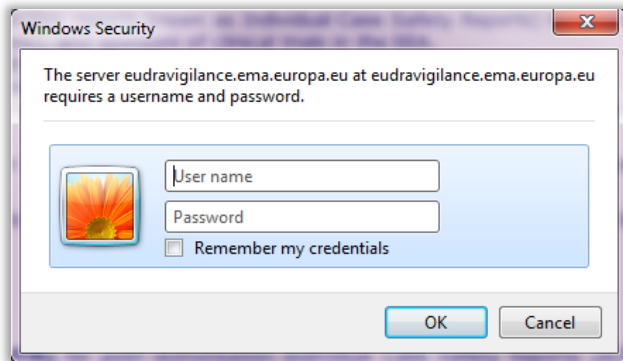 Windows Security
The server eudravigilance.ema.europa.eu at eudravigilance.ema.europa.eu
requires a username and password.
User name
Password
Remember my credentials
OK
Cancel